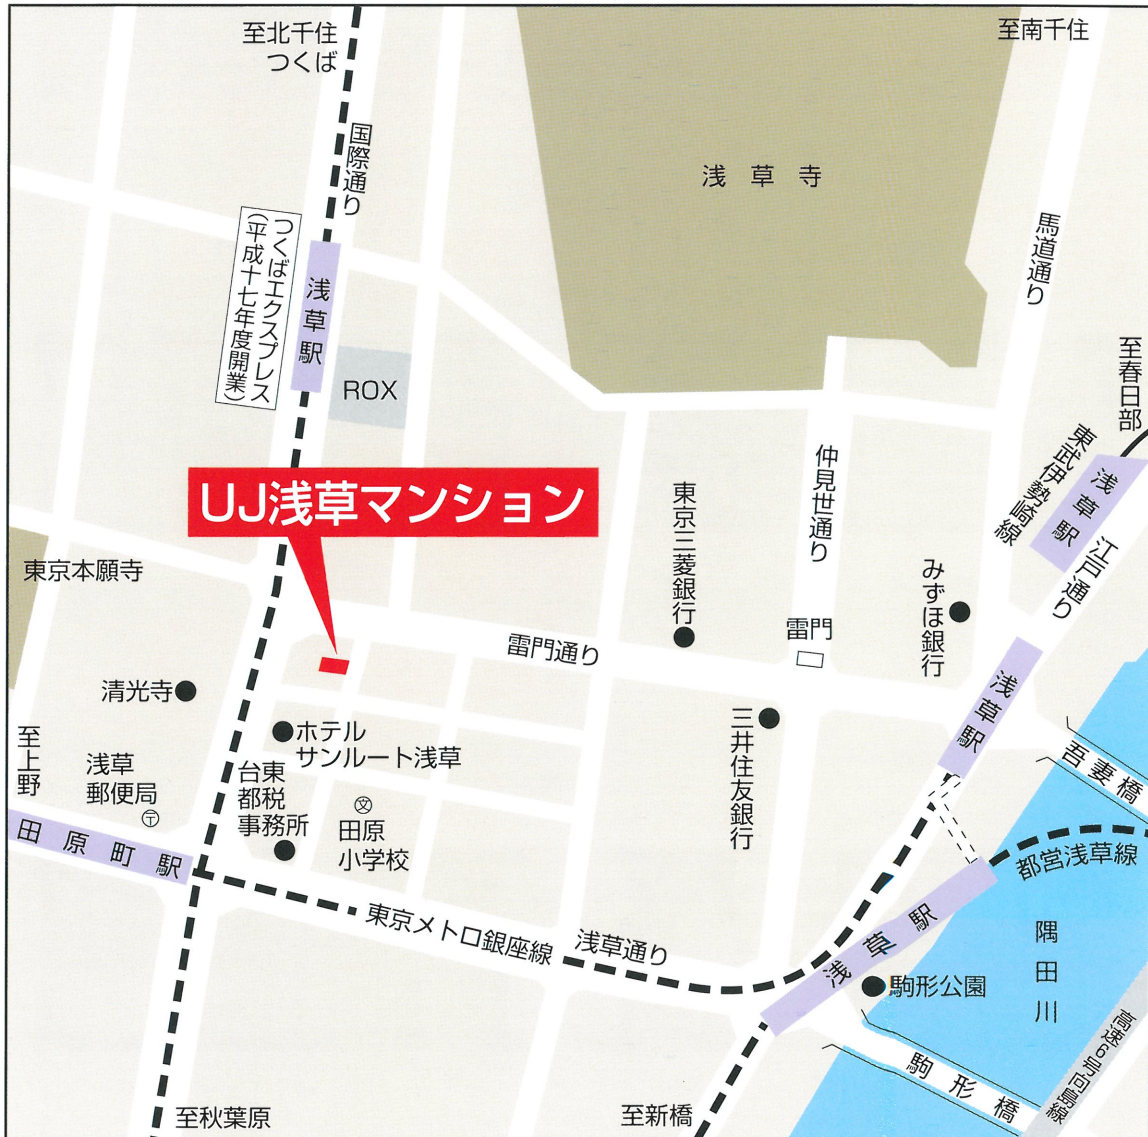 至北千住
つくば
至南千住
国際通り
浅草寺
馬道通り
つくばエクスプレス
(平成十七年度開業)
浅草駅
ROX
至春日部
東武伊勢崎線
浅草駅
江戸通り
UJ浅草マンション
仲見世通り
東京三菱銀行
みずほ銀行
東京本願寺
雷門通り
雷門
清光寺
浅草駅
三井住友銀行
至上野
ホテル
サンルート浅草
浅草
郵便局
〒
台東
都税
事務所
文
田原
小学校
吾妻橋
田原町駅
都営浅草線
東京メトロ銀座線
浅草通り
浅草駅
駒形公園
隅田川
高速6号向島線
駒形橋
至秋葉原
至新橋